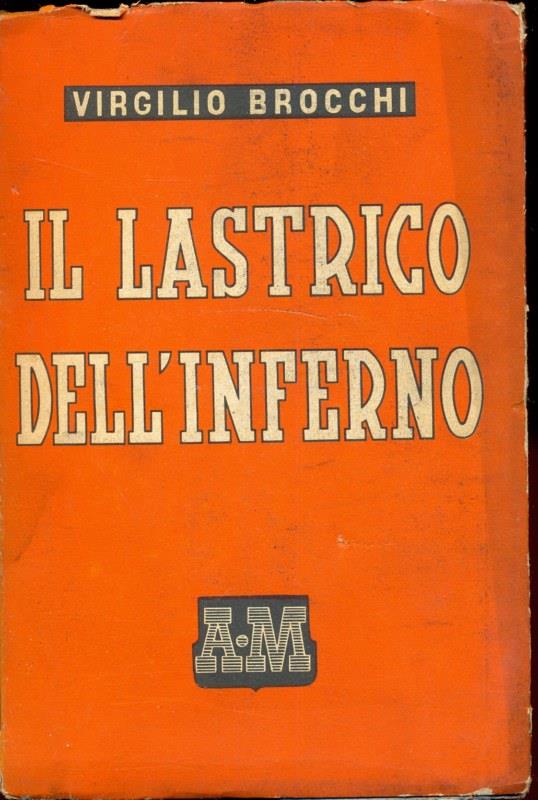 VIRGILIO BROCCHI
IL LASTRICO
DELL'INFERNO
A·M